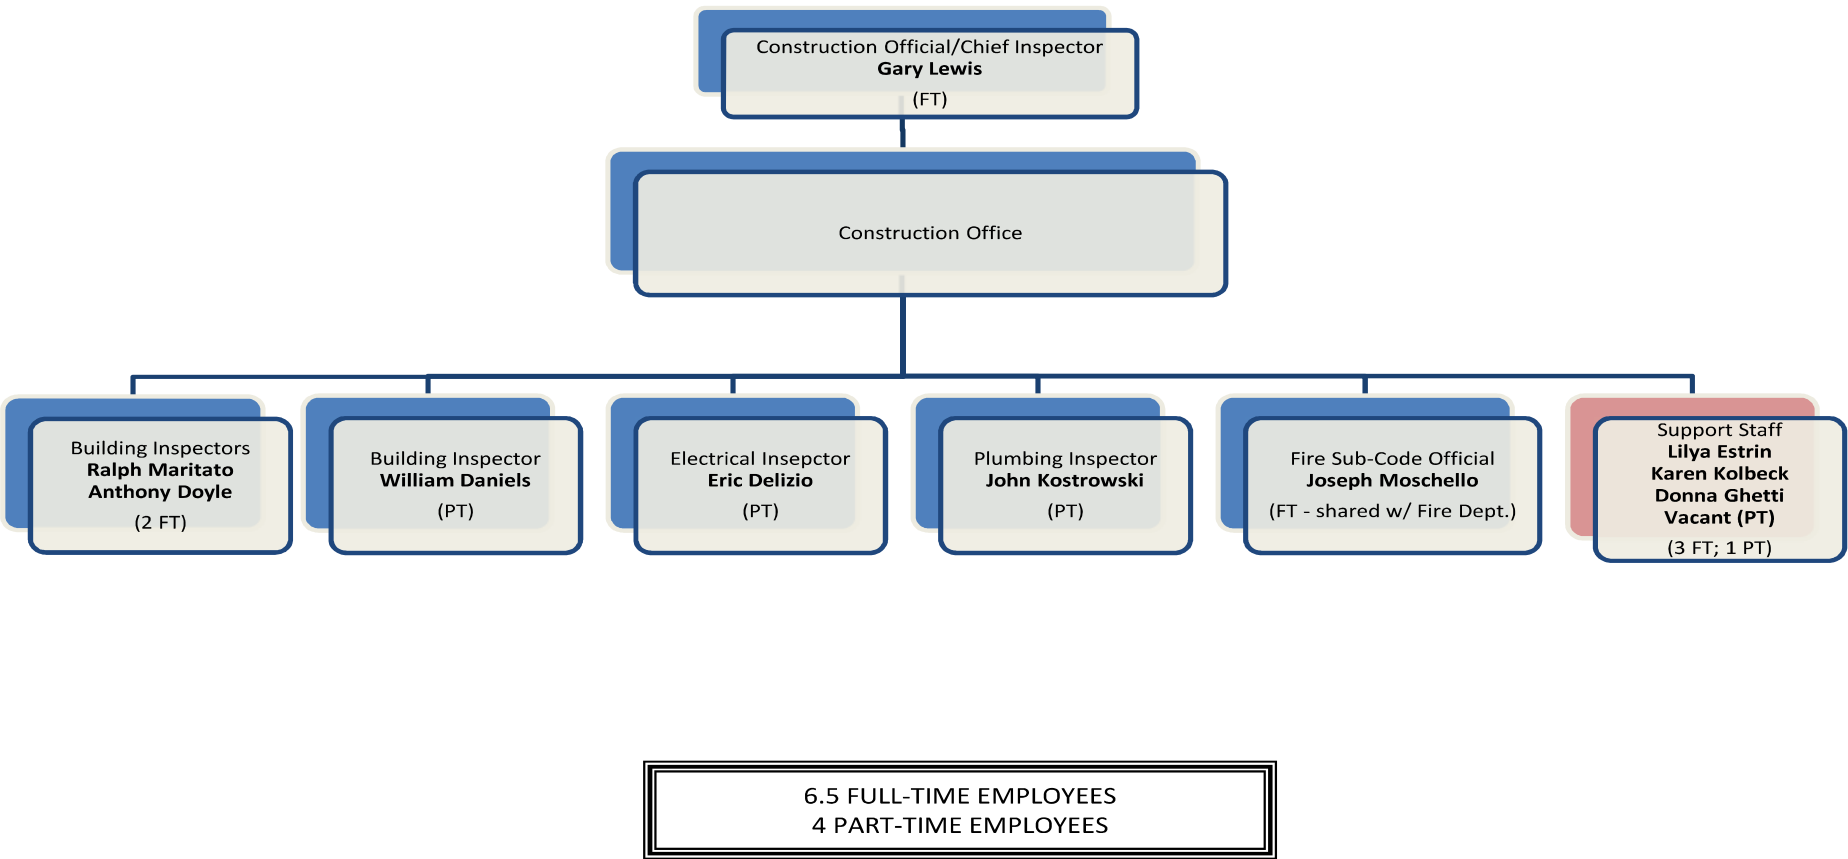 Construction Official/Chief Inspector
Gary Lewis
(FT)
Construction Office
Building Inspectors
Ralph Maritato
Anthony Doyle
(2 FT)
Building Inspector
William Daniels
(PT)
Electrical Insepctor
Eric Delizio
(PT)
Plumbing Inspector
John Kostrowski
(PT)
Fire Sub-Code Official
Joseph Moschello
(FT - shared w/ Fire Dept.)
Support Staff
Lilya Estrin
Karen Kolbeck
Donna Ghetti
Vacant (PT)
(3 FT; 1 PT)
6.5 FULL-TIME EMPLOYEES
4 PART-TIME EMPLOYEES